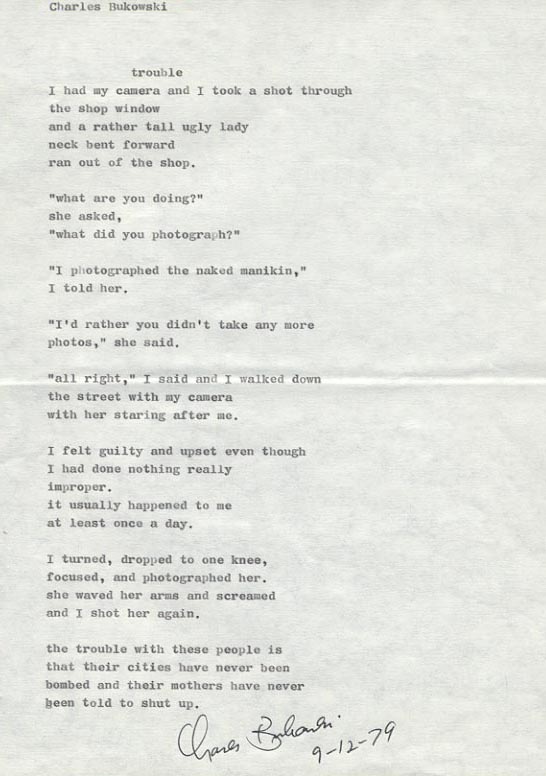 Charles Bukowski
trouble
I had my camera and I took a shot through
the shop window
and a rather tall ugly lady
neck bent forward
ran out of the shop.
"what are you doing?"
she asked,
"what did you photograph?"
"I photographed the naked manikin,"
I told her.
"I'd rather you didn't take any more
photos," she said.
"all right," I said and I walked down
the street with my camera
with her staring after me.
I felt guilty and upset even though
I had done nothing really
improper.
it usually happened to me
at least once a day.
I turned, dropped to one knee,
focused, and photographed her.
she waved her arms and screamed
and I shot her again.
the trouble with these people is
that their cities have never been
bombed and their mothers have never
been told to shut up.
Charles Bukowski
9-12-79